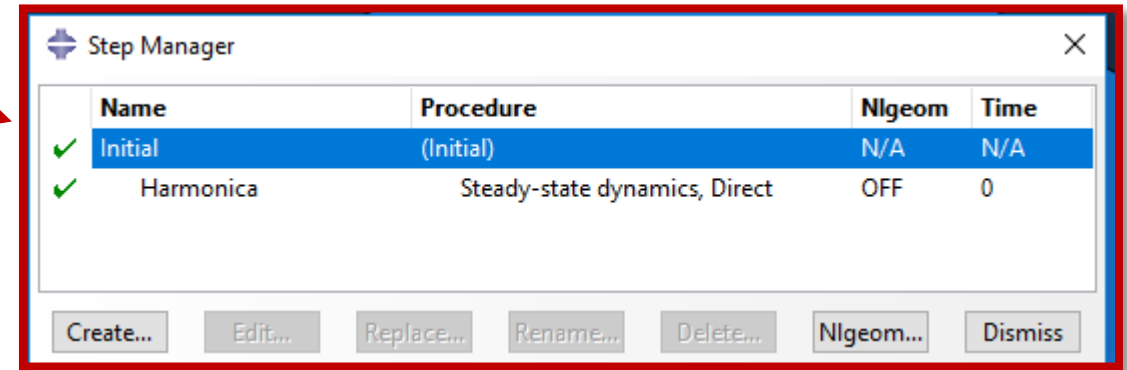 Step Manager
Name Procedure Nlgeom Time
Initial (Initial) N/A N/A
Harmonica Steady-state dynamics, Direct OFF 0
Create... Edit... Replace... Rename... Delete... Nlgeom... Dismiss